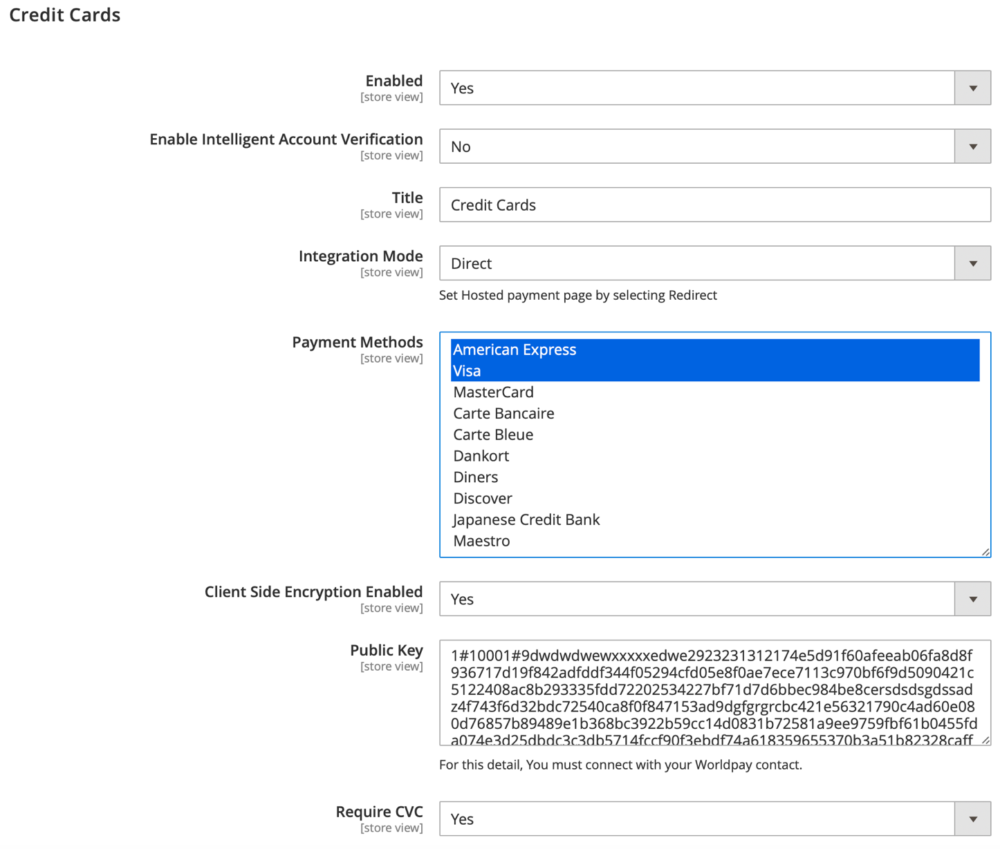 Credit Cards
Enabled
[store view]
Yes
Enable Intelligent Account Verification
[store view]
No
Title
[store view]
Credit Cards
Integration Mode
[store view]
Direct
Set Hosted payment page by selecting Redirect
Payment Methods
[store view]
American Express
Visa
MasterCard
Carte Bancaire
Carte Bleue
Dankort
Diners
Discover
Japanese Credit Bank
Maestro
Client Side Encryption Enabled
[store view]
Yes
Public Key
[store view]
1#10001#9dwdwdwewxxxxxedwe2923231312174e5d91f60afeeab06fa8d8f
936717d19f842adfddf344f05294cfd05e8f0ae7ece7113c970bf6f9d5090421c
5122408ac8b293335fdd72202534227bf71d7d6bbec984be8cersdsdsgdssad
z4f743f6d32bdc72540ca8f0f847153ad9dgfgrgrcbc421e56321790c4ad60e08
0d76857b89489e1b368bc3922b59cc14d0831b72581a9ee9759fbf61b0455fd
a074e3d25dbdc3c3db5714fccf90f3ebdf74a618359655370b3a51b82328caff
For this detail, You must connect with your Worldpay contact.
Require CVC
[store view]
Yes